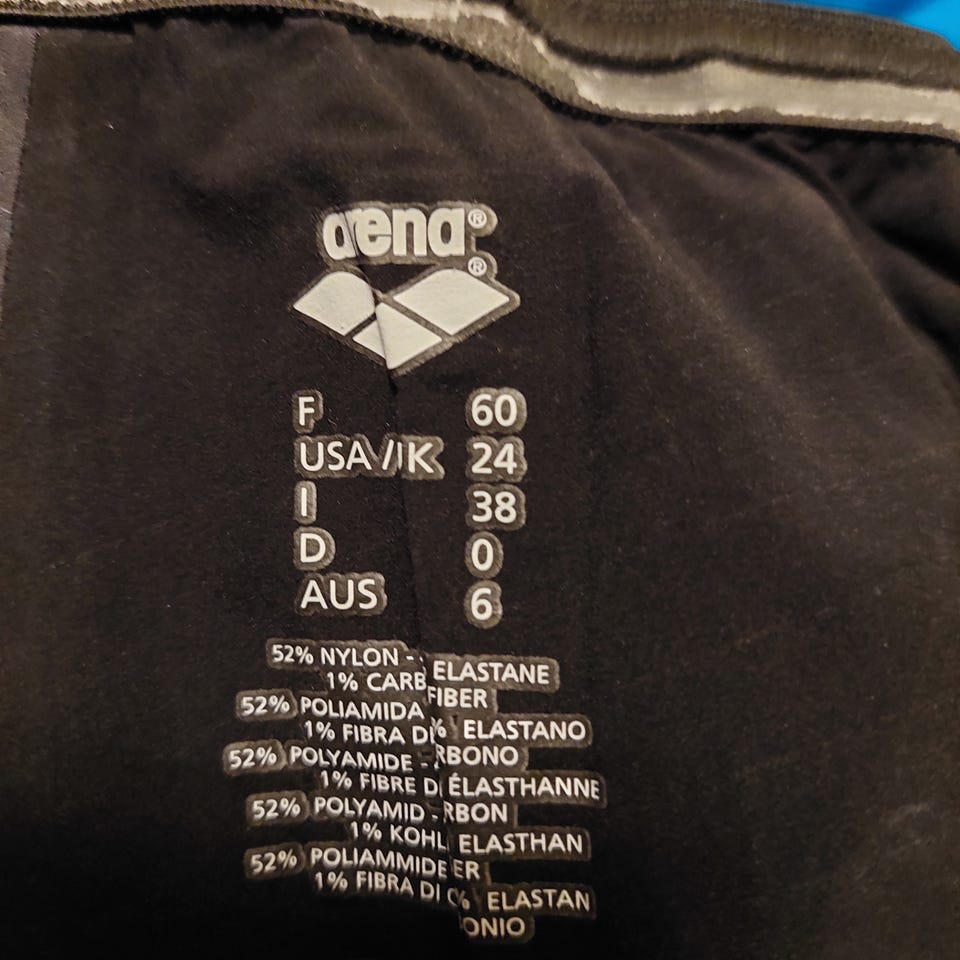 arena®
®
F 60
USA/UK 24
I 38
D 0
AUS 6
52% NYLON - ELASTANE
1% CARB FIBER
52% POLIAMIDA % ELASTANO
1% FIBRA DI RBONO
52% POLYAMIDE - ÉLASTHANNE
1% FIBRE D RBON
52% POLYAMID - ELASTHAN
1% KOHL ER
52% POLIAMMIDE % ELASTAN
1% FIBRA DI ONIO